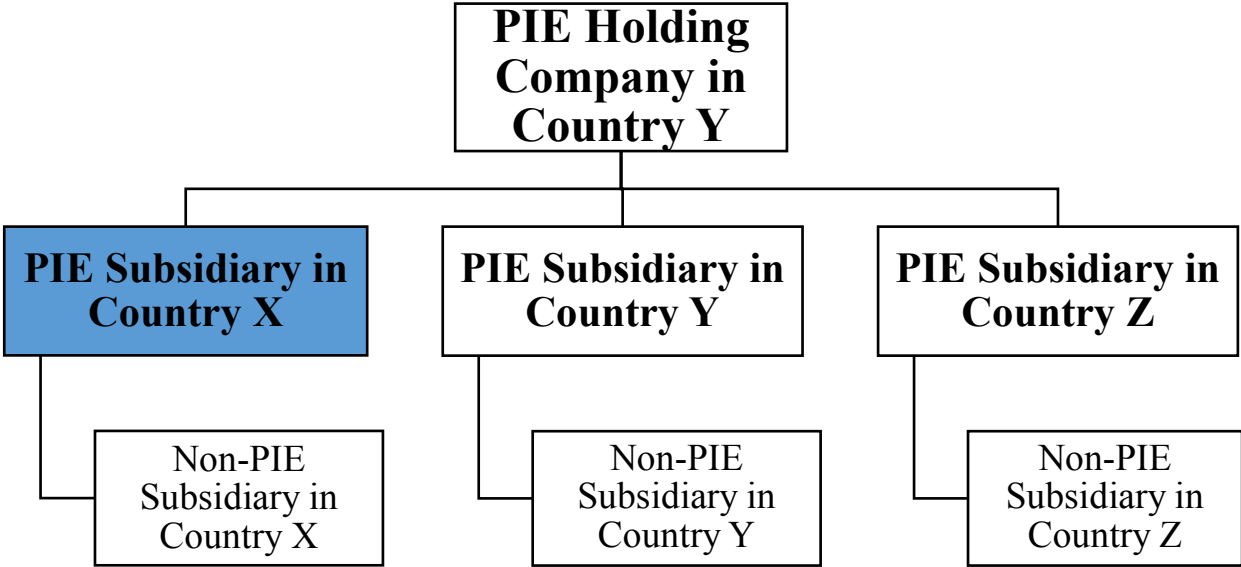 PIE Holding
Company in
Country Y
PIE Subsidiary in
Country X
PIE Subsidiary in
Country Y
PIE Subsidiary in
Country Z
Non-PIE
Subsidiary in
Country X
Non-PIE
Subsidiary in
Country Y
Non-PIE
Subsidiary in
Country Z